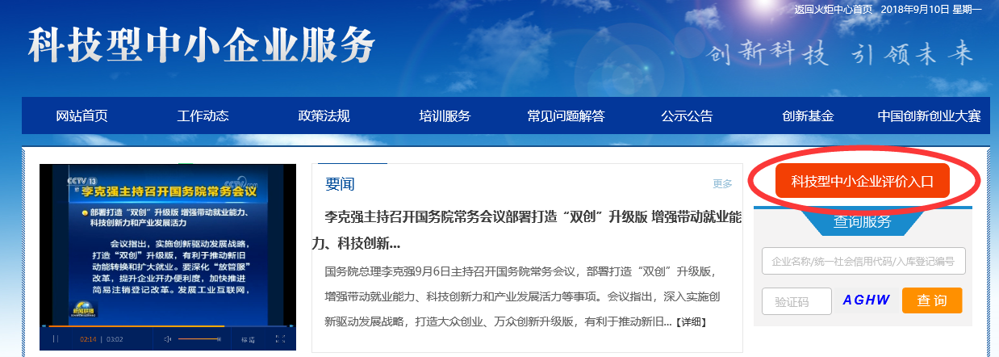 返回火炬中心首页 2018年9月10日 星期一
科技型中小企业服务
创新科技 引领未来
网站首页 工作动态 政策法规 培训服务 常见问题解答 公示公告 创新基金 中国创新创业大赛
CCTV 13
李克强主持召开国务院常务会议
部署打造“双创”升级版 增强带动就业能力、
科技创新力和产业发展活力
会议指出，实施创新驱动发展战略，
打造“双创”升级版，有利于推动新旧
动能转换和扩大就业。要深化“放管服”
改革，提升企业开办便利度，加快推进
简易注销登记改革。发展工业互联网，
新闻联播
02:14 | 03:02 标清
要闻 更多
李克强主持召开国务院常务会议部署打造“双创”升级版 增强带动就业能
力、科技创新...
国务院总理李克强9月6日主持召开国务院常务会议，部署打造“双创”升级版，
增强带动就业能力、科技创新力和产业发展活力等事项。会议指出，深入实施创
新驱动发展战略，打造大众创业、万众创新升级版，有利于推动新旧...【详细】
科技型中小企业评价入口
查询服务
企业名称/统一社会信用代码/入库登记编号
验证码 AGHW 查 询